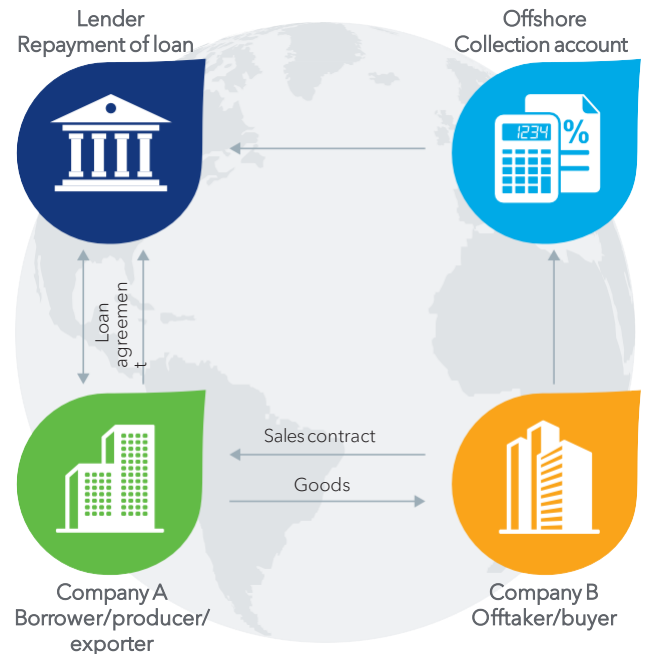 Lender
Repayment of loan
Offshore
Collection account
1234
%
Loan
agreemen
t
Sales contract
Goods
Company A
Borrower/producer/
exporter
Company B
Offtaker/buyer